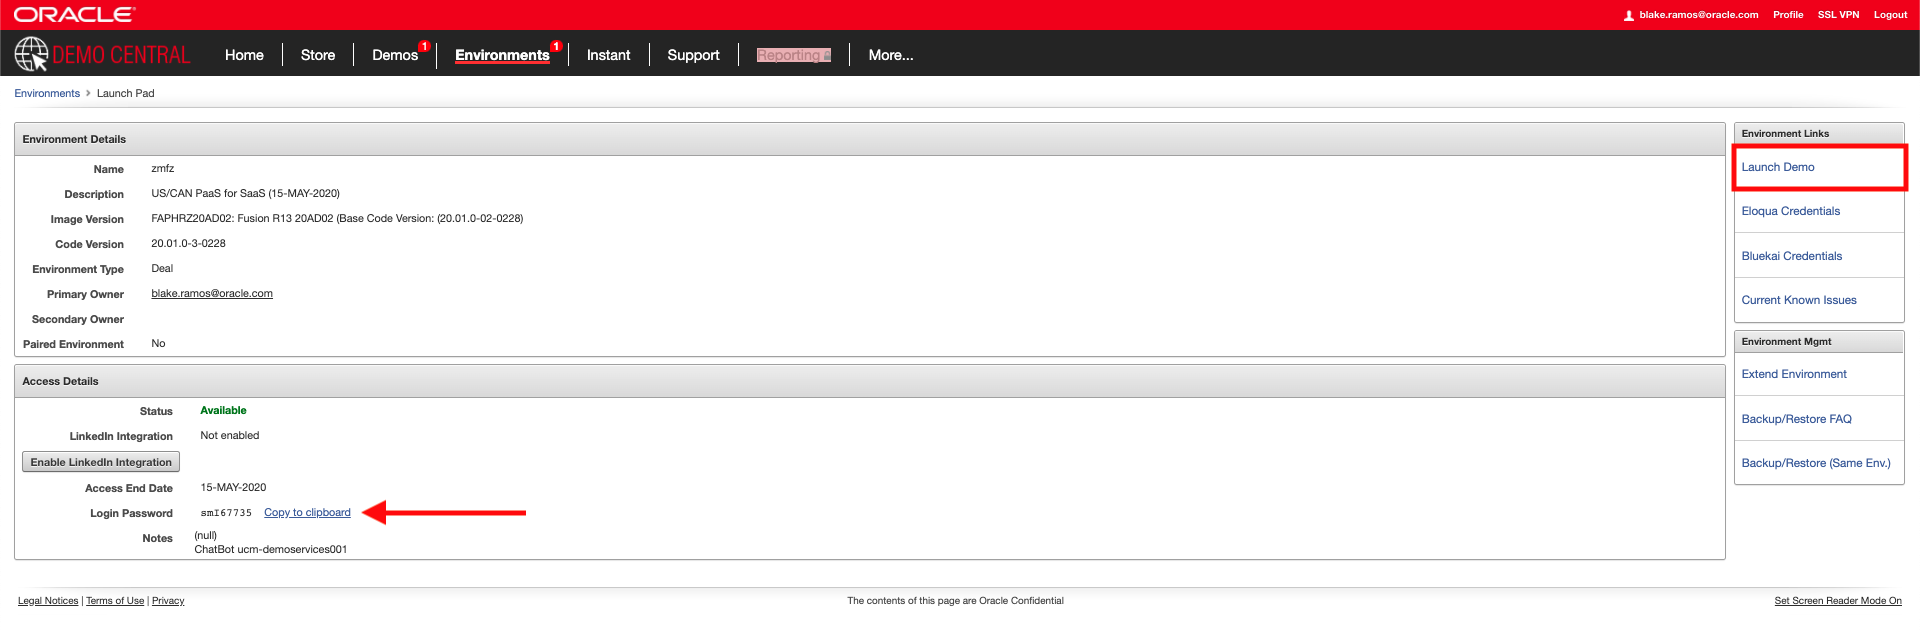 ORACLE
blake.ramos@oracle.com Profile SSL VPN Logout
DEMO CENTRAL Home Store Demos 1 Environments 1 Instant Support Reporting More...
Environments > Launch Pad
Environment Details
Name zmfz
Description US/CAN PaaS for SaaS (15-MAY-2020)
Image Version FAPHRZ20AD02: Fusion R13 20AD02 (Base Code Version: (20.01.0-02-0228)
Code Version 20.01.0-3-0228
Environment Type Deal
Primary Owner blake.ramos@oracle.com
Secondary Owner
Paired Environment No
Access Details
Status Available
LinkedIn Integration Not enabled
Enable LinkedIn Integration
Access End Date 15-MAY-2020
Login Password smI67735 Copy to clipboard
Notes (null)
ChatBot ucm-demoservices001
Environment Links
Launch Demo
Eloqua Credentials
Bluekai Credentials
Current Known Issues
Environment Mgmt
Extend Environment
Backup/Restore FAQ
Backup/Restore (Same Env.)
Legal Notices | Terms of Use | Privacy The contents of this page are Oracle Confidential Set Screen Reader Mode On